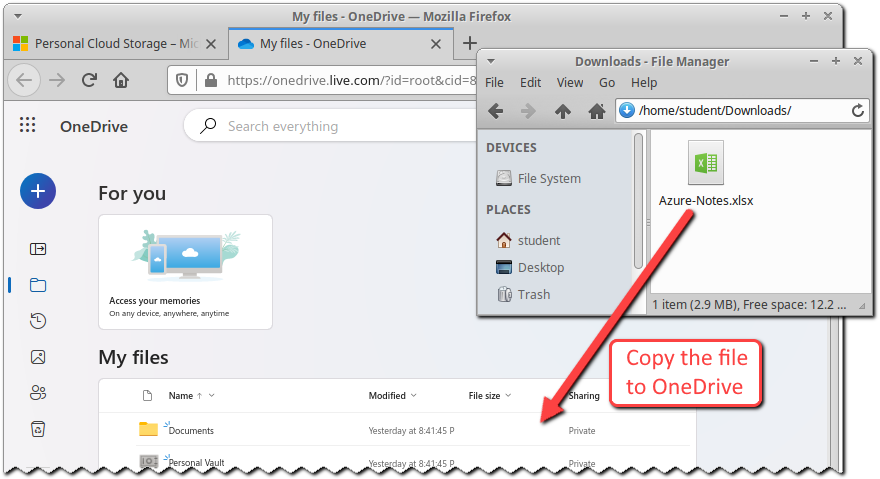 My files - OneDrive — Mozilla Firefox
Personal Cloud Storage – Mic
My files - OneDrive
https://onedrive.live.com/?id=root&cid=8
OneDrive
Search everything
For you
Access your memories
On any device, anywhere, anytime
My files
Name
Modified
File size
Sharing
Documents
Yesterday at 8:41:45 P
Private
Personal Vault
Yesterday at 8:41:45 P
Private
Downloads - File Manager
File Edit View Go Help
/home/student/Downloads/
DEVICES
File System
PLACES
student
Desktop
Trash
Azure-Notes.xlsx
1 item (2.9 MB), Free space: 12.2 ...
Copy the file
to OneDrive